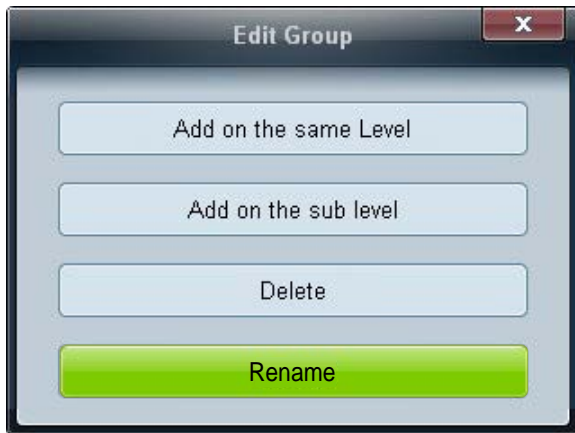 Edit Group
X
Add on the same Level
Add on the sub level
Delete
Rename